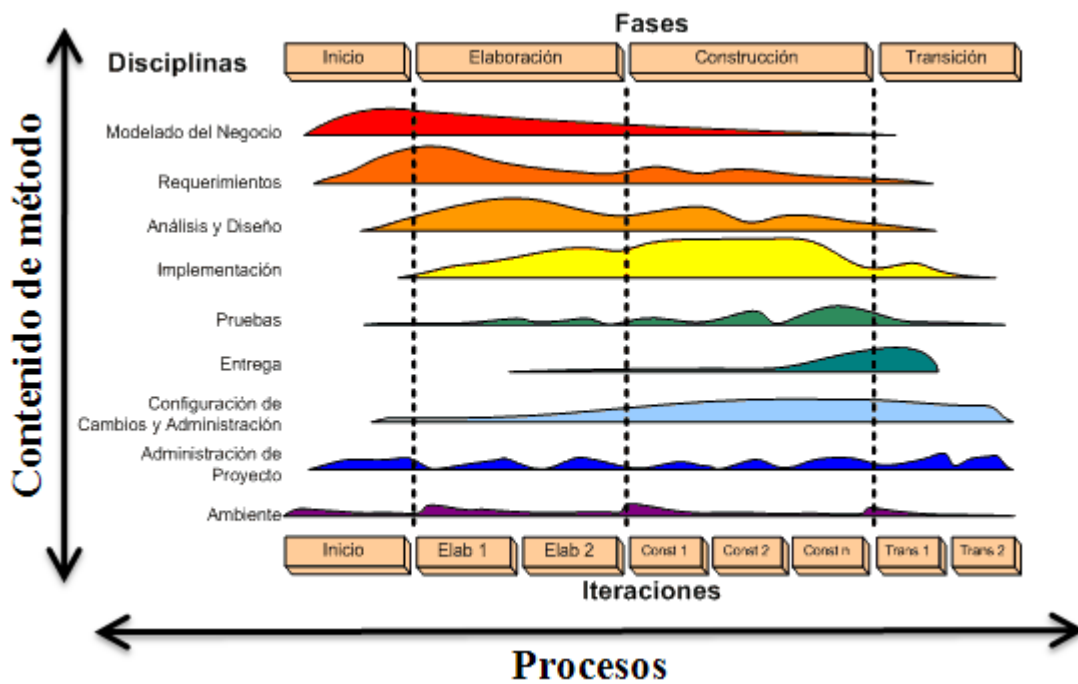 Fases
Disciplinas
Inicio
Elaboración
Construcción
Transición
Contenido de método
Modelado del Negocio
Requerimientos
Análisis y Diseño
Implementación
Pruebas
Entrega
Configuración de
Cambios y Administración
Administración de
Proyecto
Ambiente
Inicio
Elab 1
Elab 2
Const 1
Const 2
Const n
Trans 1
Trans 2
Iteraciones
Procesos